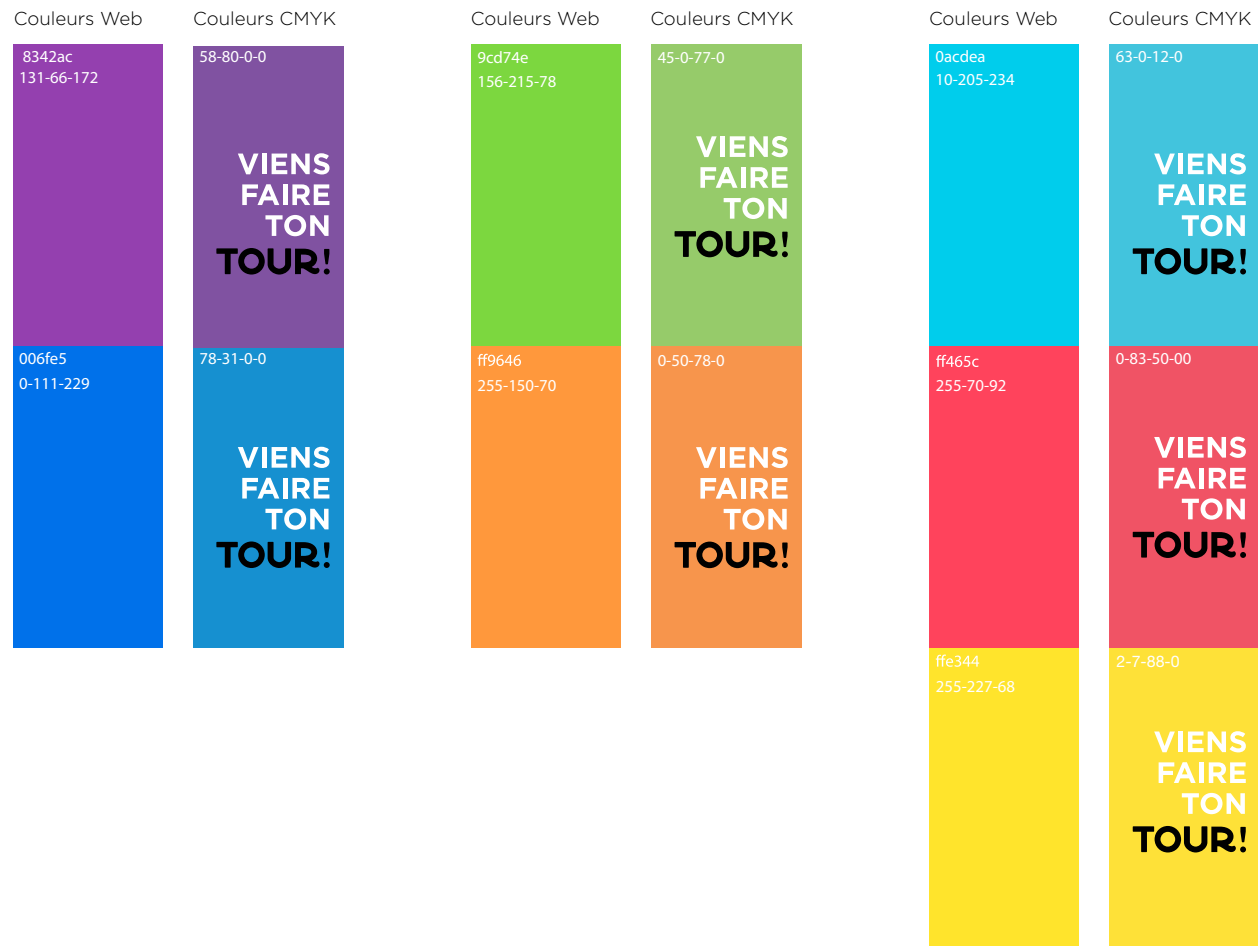 Couleurs Web
Couleurs CMYK
8342ac
131-66-172
58-80-0-0
VIENS
FAIRE
TON
TOUR!
006fe5
0-111-229
78-31-0-0
VIENS
FAIRE
TON
TOUR!
Couleurs Web
Couleurs CMYK
9cd74e
156-215-78
45-0-77-0
VIENS
FAIRE
TON
TOUR!
ff9646
255-150-70
0-50-78-0
VIENS
FAIRE
TON
TOUR!
Couleurs Web
Couleurs CMYK
0acdea
10-205-234
63-0-12-0
VIENS
FAIRE
TON
TOUR!
ff465c
255-70-92
0-83-50-00
VIENS
FAIRE
TON
TOUR!
ffe344
255-227-68
2-7-88-0
VIENS
FAIRE
TON
TOUR!